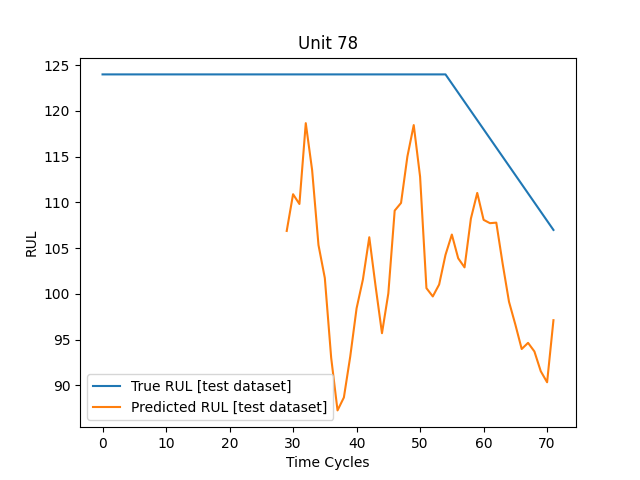 Unit 78
125
120
115
110
105
100
95
90
RUL
True RUL [test dataset]
Predicted RUL [test dataset]
0 10 20 30 40 50 60 70
Time Cycles